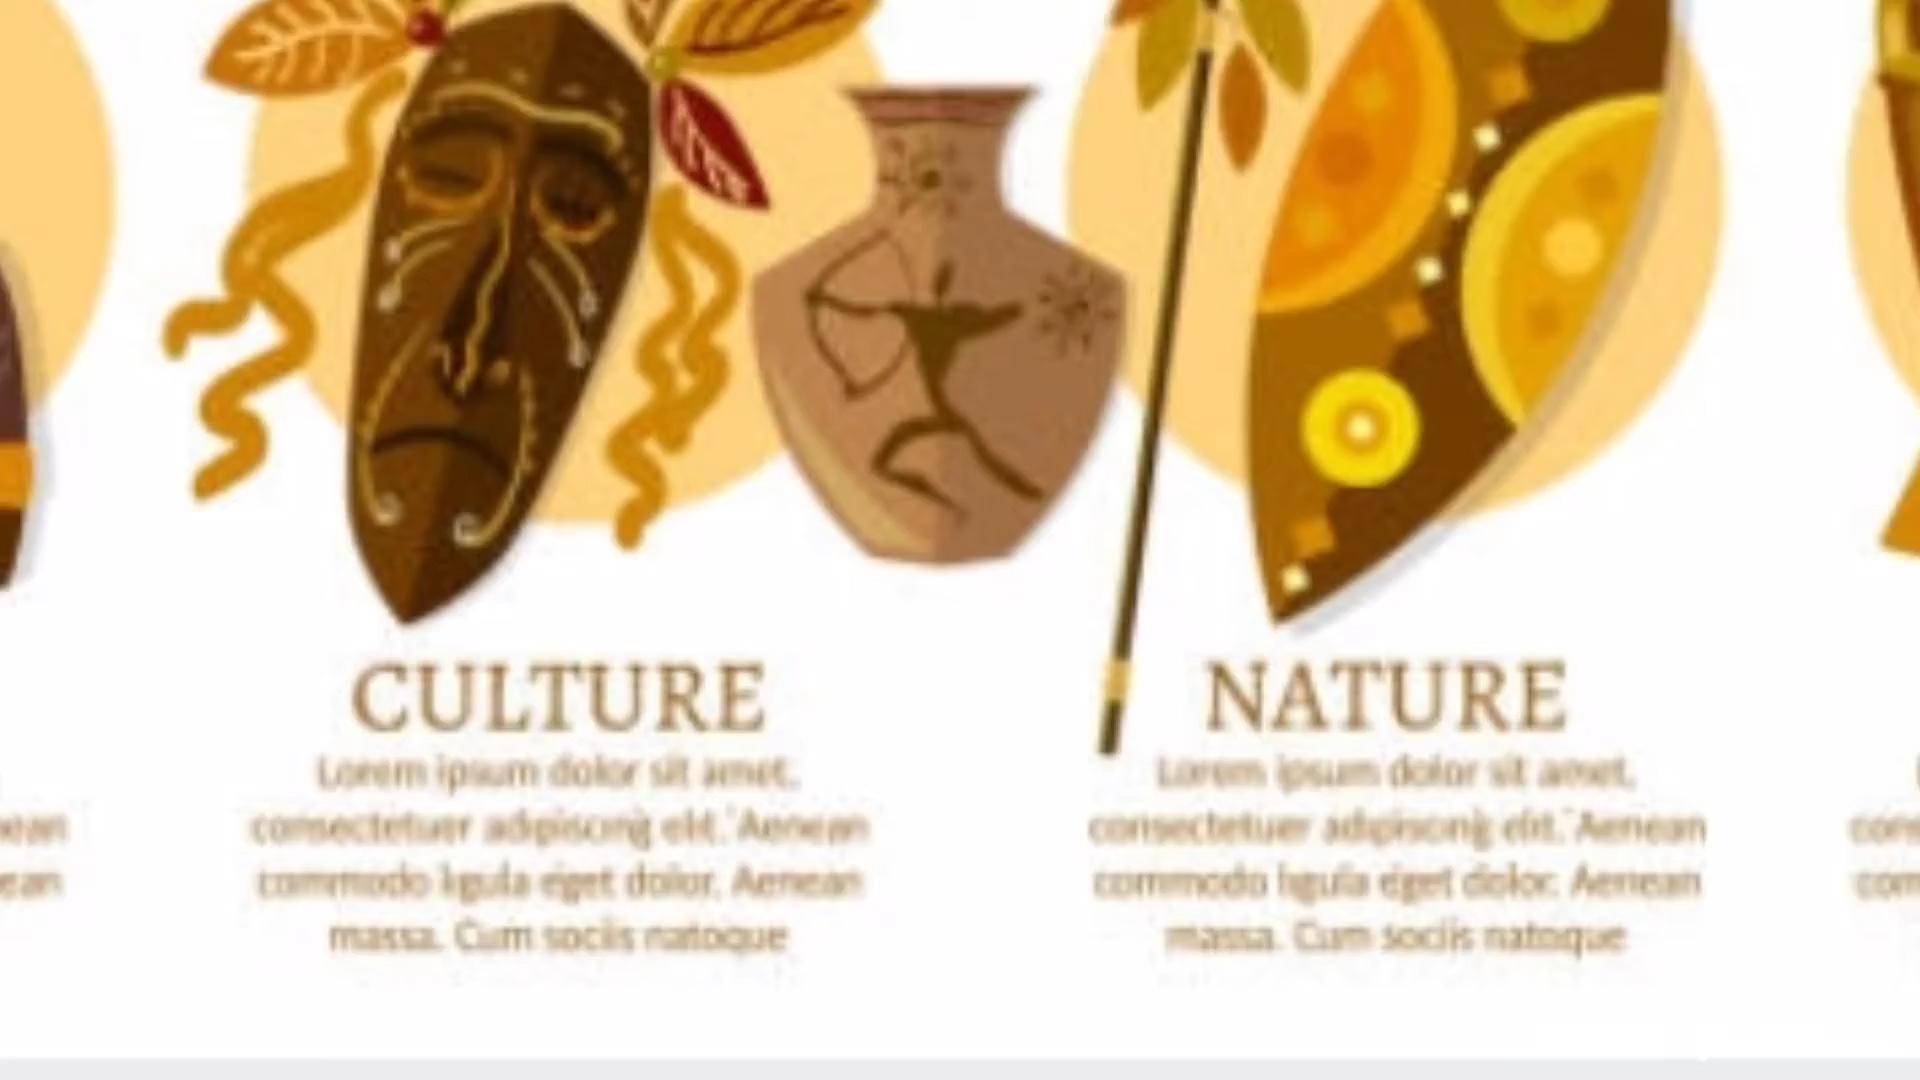 CULTURE
Lorem ipsum dolor sit amet,
consectetuer adipiscing elit. Aenean
commodo ligula eget dolor. Aenean
massa. Cum sociis natoque
NATURE
Lorem ipsum dolor sit amet,
consectetuer adipiscing elit. Aenean
commodo ligula eget dolor. Aenean
massa. Cum sociis natoque